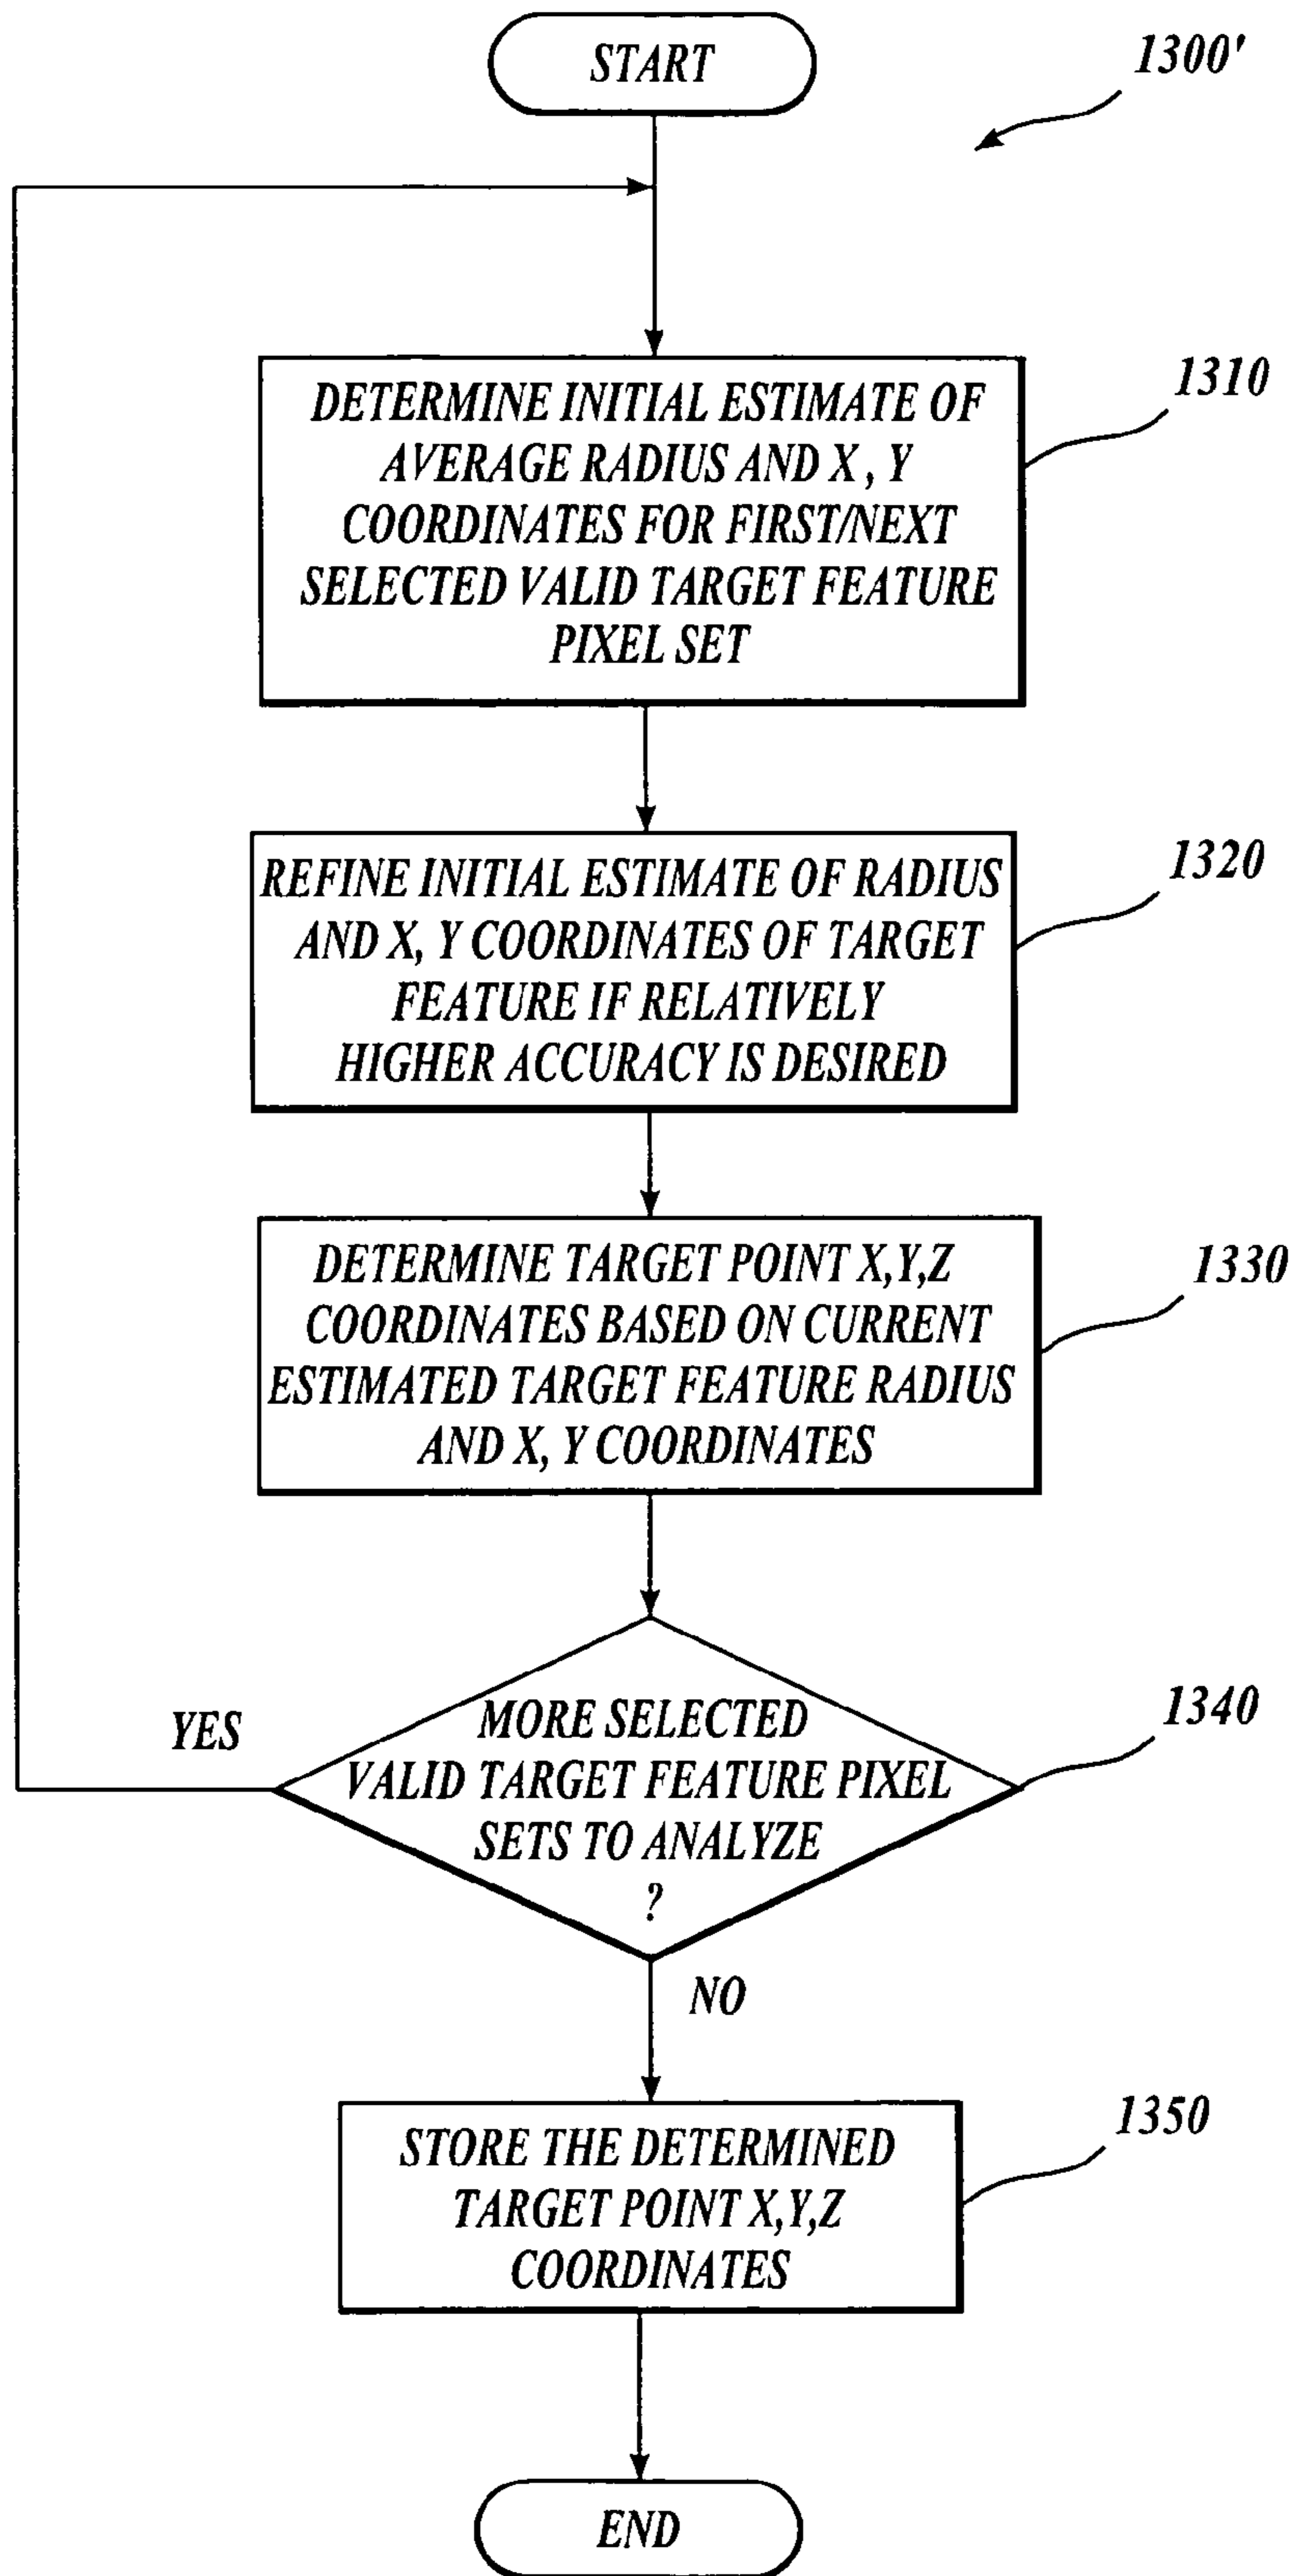 START
1300'
DETERMINE INITIAL ESTIMATE OF
AVERAGE RADIUS AND X , Y
COORDINATES FOR FIRST/NEXT
SELECTED VALID TARGET FEATURE
PIXEL SET
1310
REFINE INITIAL ESTIMATE OF RADIUS
AND X, Y COORDINATES OF TARGET
FEATURE IF RELATIVELY
HIGHER ACCURACY IS DESIRED
1320
DETERMINE TARGET POINT X,Y,Z
COORDINATES BASED ON CURRENT
ESTIMATED TARGET FEATURE RADIUS
AND X, Y COORDINATES
1330
MORE SELECTED
VALID TARGET FEATURE PIXEL
SETS TO ANALYZE
?
1340
YES
NO
STORE THE DETERMINED
TARGET POINT X,Y,Z
COORDINATES
1350
END